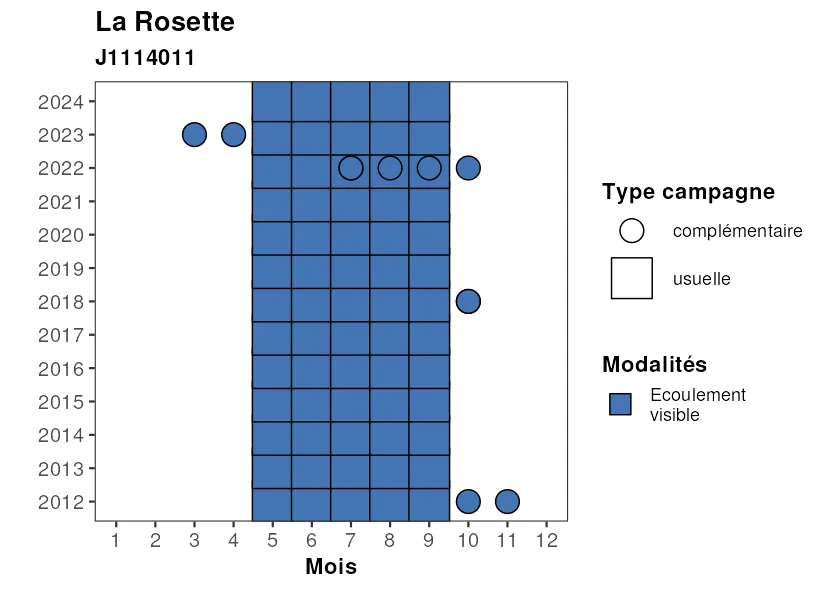 La Rosette
J1114011
2024
2023
2022
2021
2020
2019
2018
2017
2016
2015
2014
2013
2012
1 2 3 4 5 6 7 8 9 10 11 12
Mois
Type campagne
complémentaire
usuelle
Modalités
Ecoulement
visible